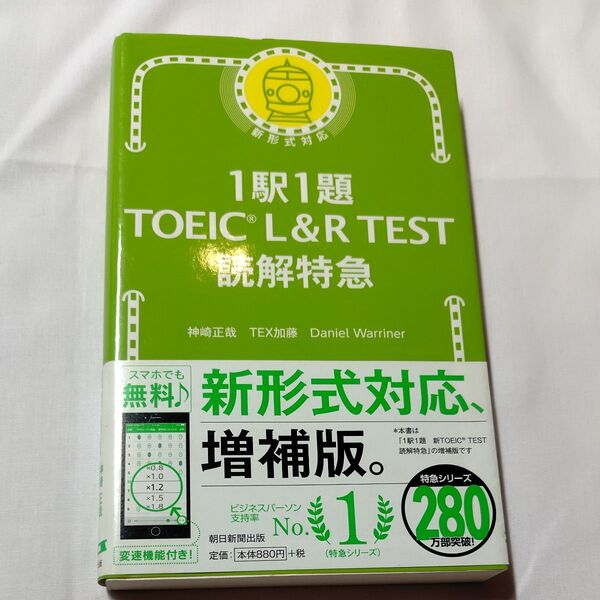 新形式対応
1駅1題
TOEIC® L&R TEST
読解特急
神崎正哉 TEX加藤 Daniel Warriner
スマホでも
無料♪
×0.8
×1.0
×1.2
×1.5
×1.8
変速機能付き!
新形式対応、
増補版。
*本書は
「1駅1題 新TOEIC® TEST
読解特急」の増補版です
ビジネスパーソン
支持率
No.1
(特急シリーズ)
朝日新聞出版
定価:本体880円+税
特急シリーズ
280
万部突破!